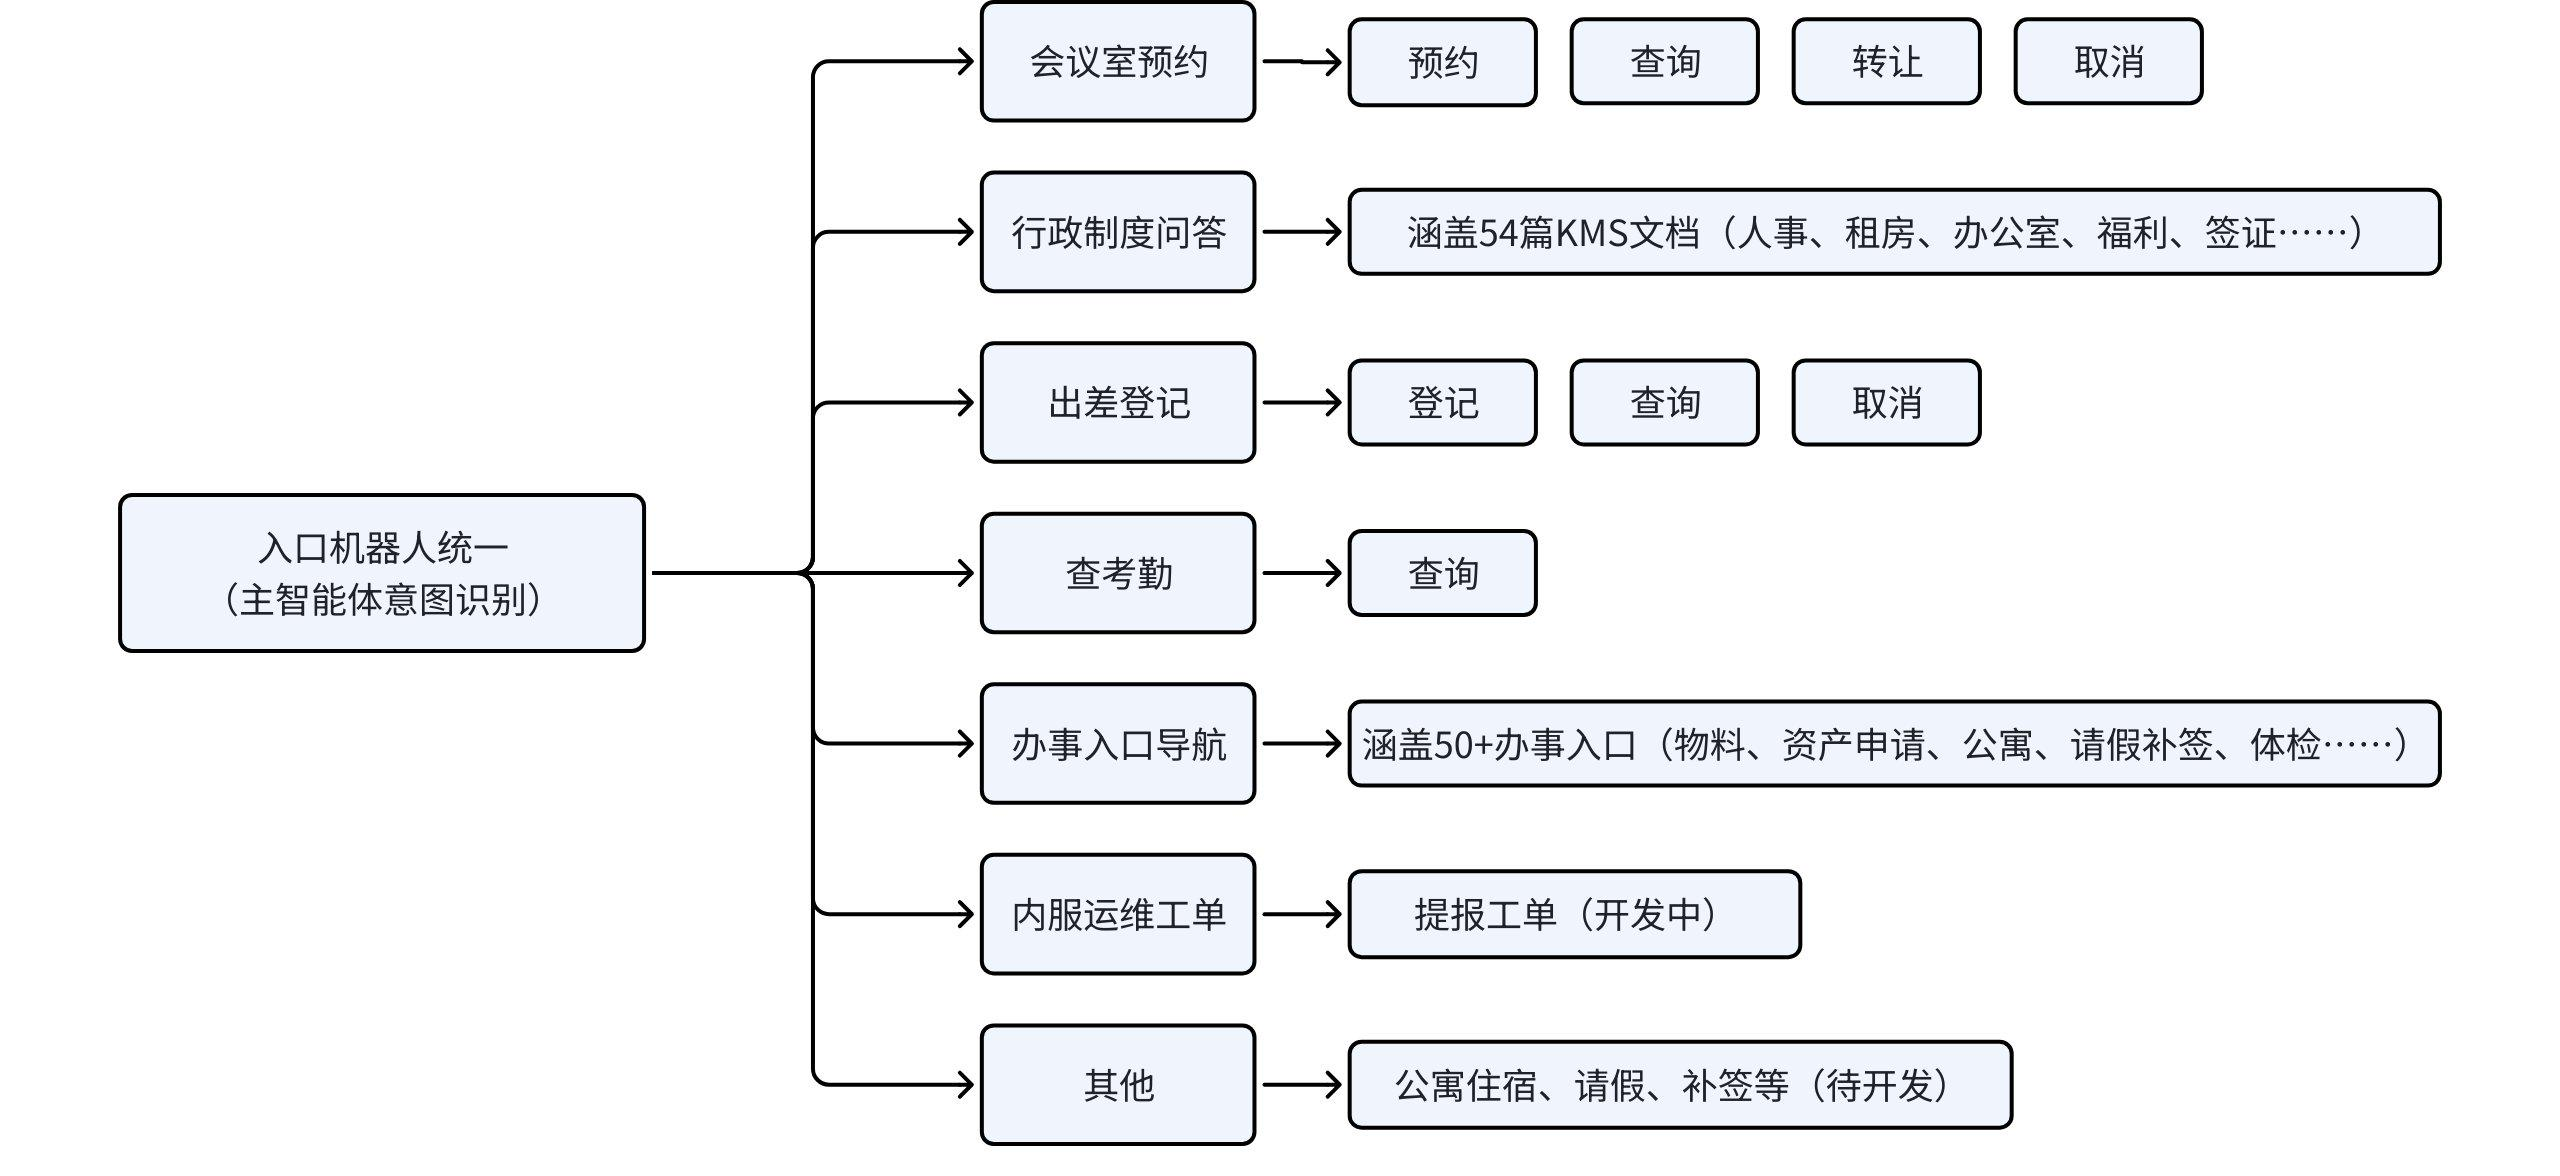 会议室预约
预约
查询
转让
取消
行政制度问答
涵盖54篇KMS文档（人事、租房、办公室、福利、签证……）
出差登记
登记
查询
取消
入口机器人统一
（主智能体意图识别）
查考勤
查询
办事入口导航
涵盖50+办事入口（物料、资产申请、公寓、请假补签、体检……）
内服运维工单
提报工单（开发中）
其他
公寓住宿、请假、补签等（待开发）